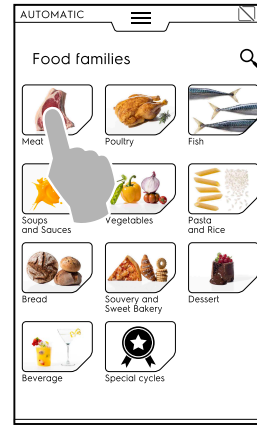 AUTOMATIC
Food families
Meat
Poultry
Fish
Soups
and Sauces
Vegetables
Pasta
and Rice
Bread
Souvery and
Sweet Bakery
Dessert
Beverage
Special cycles